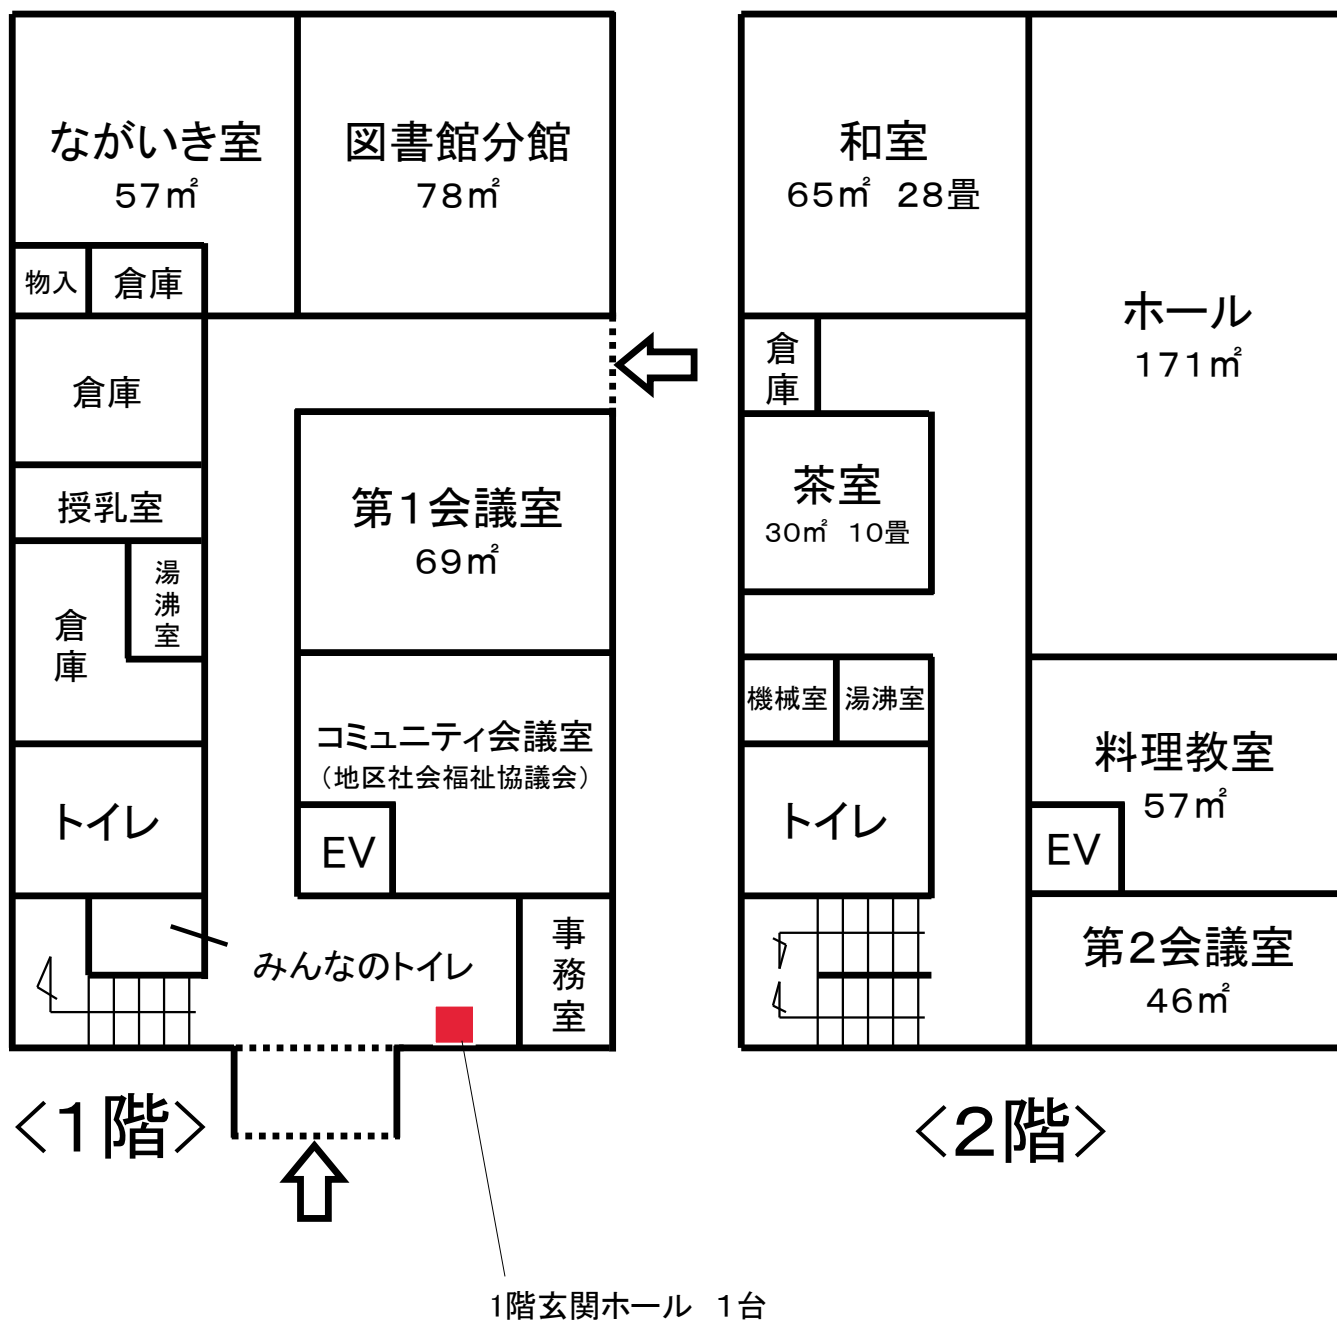 ながいき室
57㎡
図書館分館
78㎡
物入
倉庫
倉庫
授乳室
湯沸室
倉庫
第1会議室
69㎡
コミュニティ会議室
（地区社会福祉協議会）
トイレ
EV
みんなのトイレ
事務室
＜1階＞
1階玄関ホール　1台
和室
65㎡ 28畳
ホール
171㎡
倉庫
茶室
30㎡ 10畳
機械室
湯沸室
料理教室
57㎡
トイレ
EV
第2会議室
46㎡
＜2階＞